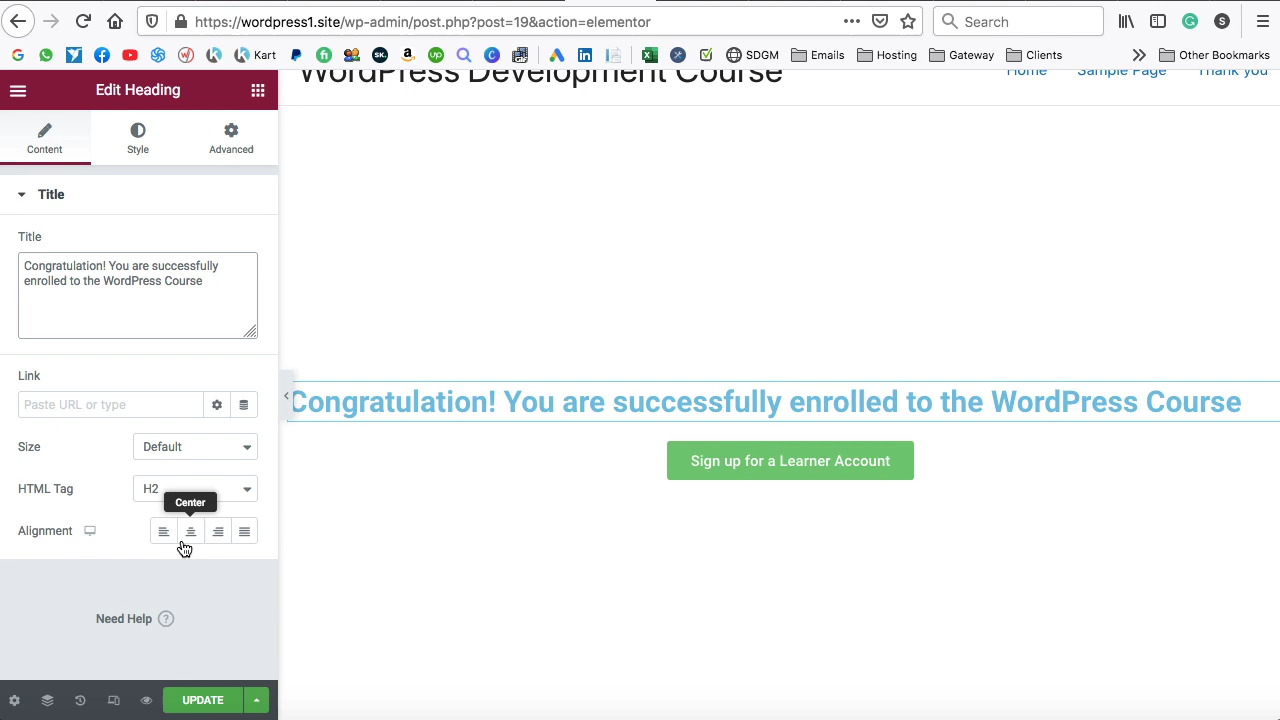 https://wordpress1.site/wp-admin/post.php?post=19&action=elementor
Search
Kart
SDGM
Emails
Hosting
Gateway
Clients
Other Bookmarks
Edit Heading
WordPress Development Course
Home
Sample Page
Thank you
Content
Style
Advanced
Title
Title
Congratulation! You are successfully
enrolled to the WordPress Course
Link
Paste URL or type
Congratulation! You are successfully enrolled to the WordPress Course
Size
Default
Sign up for a Learner Account
HTML Tag
H2
Center
Alignment
Need Help ?
UPDATE